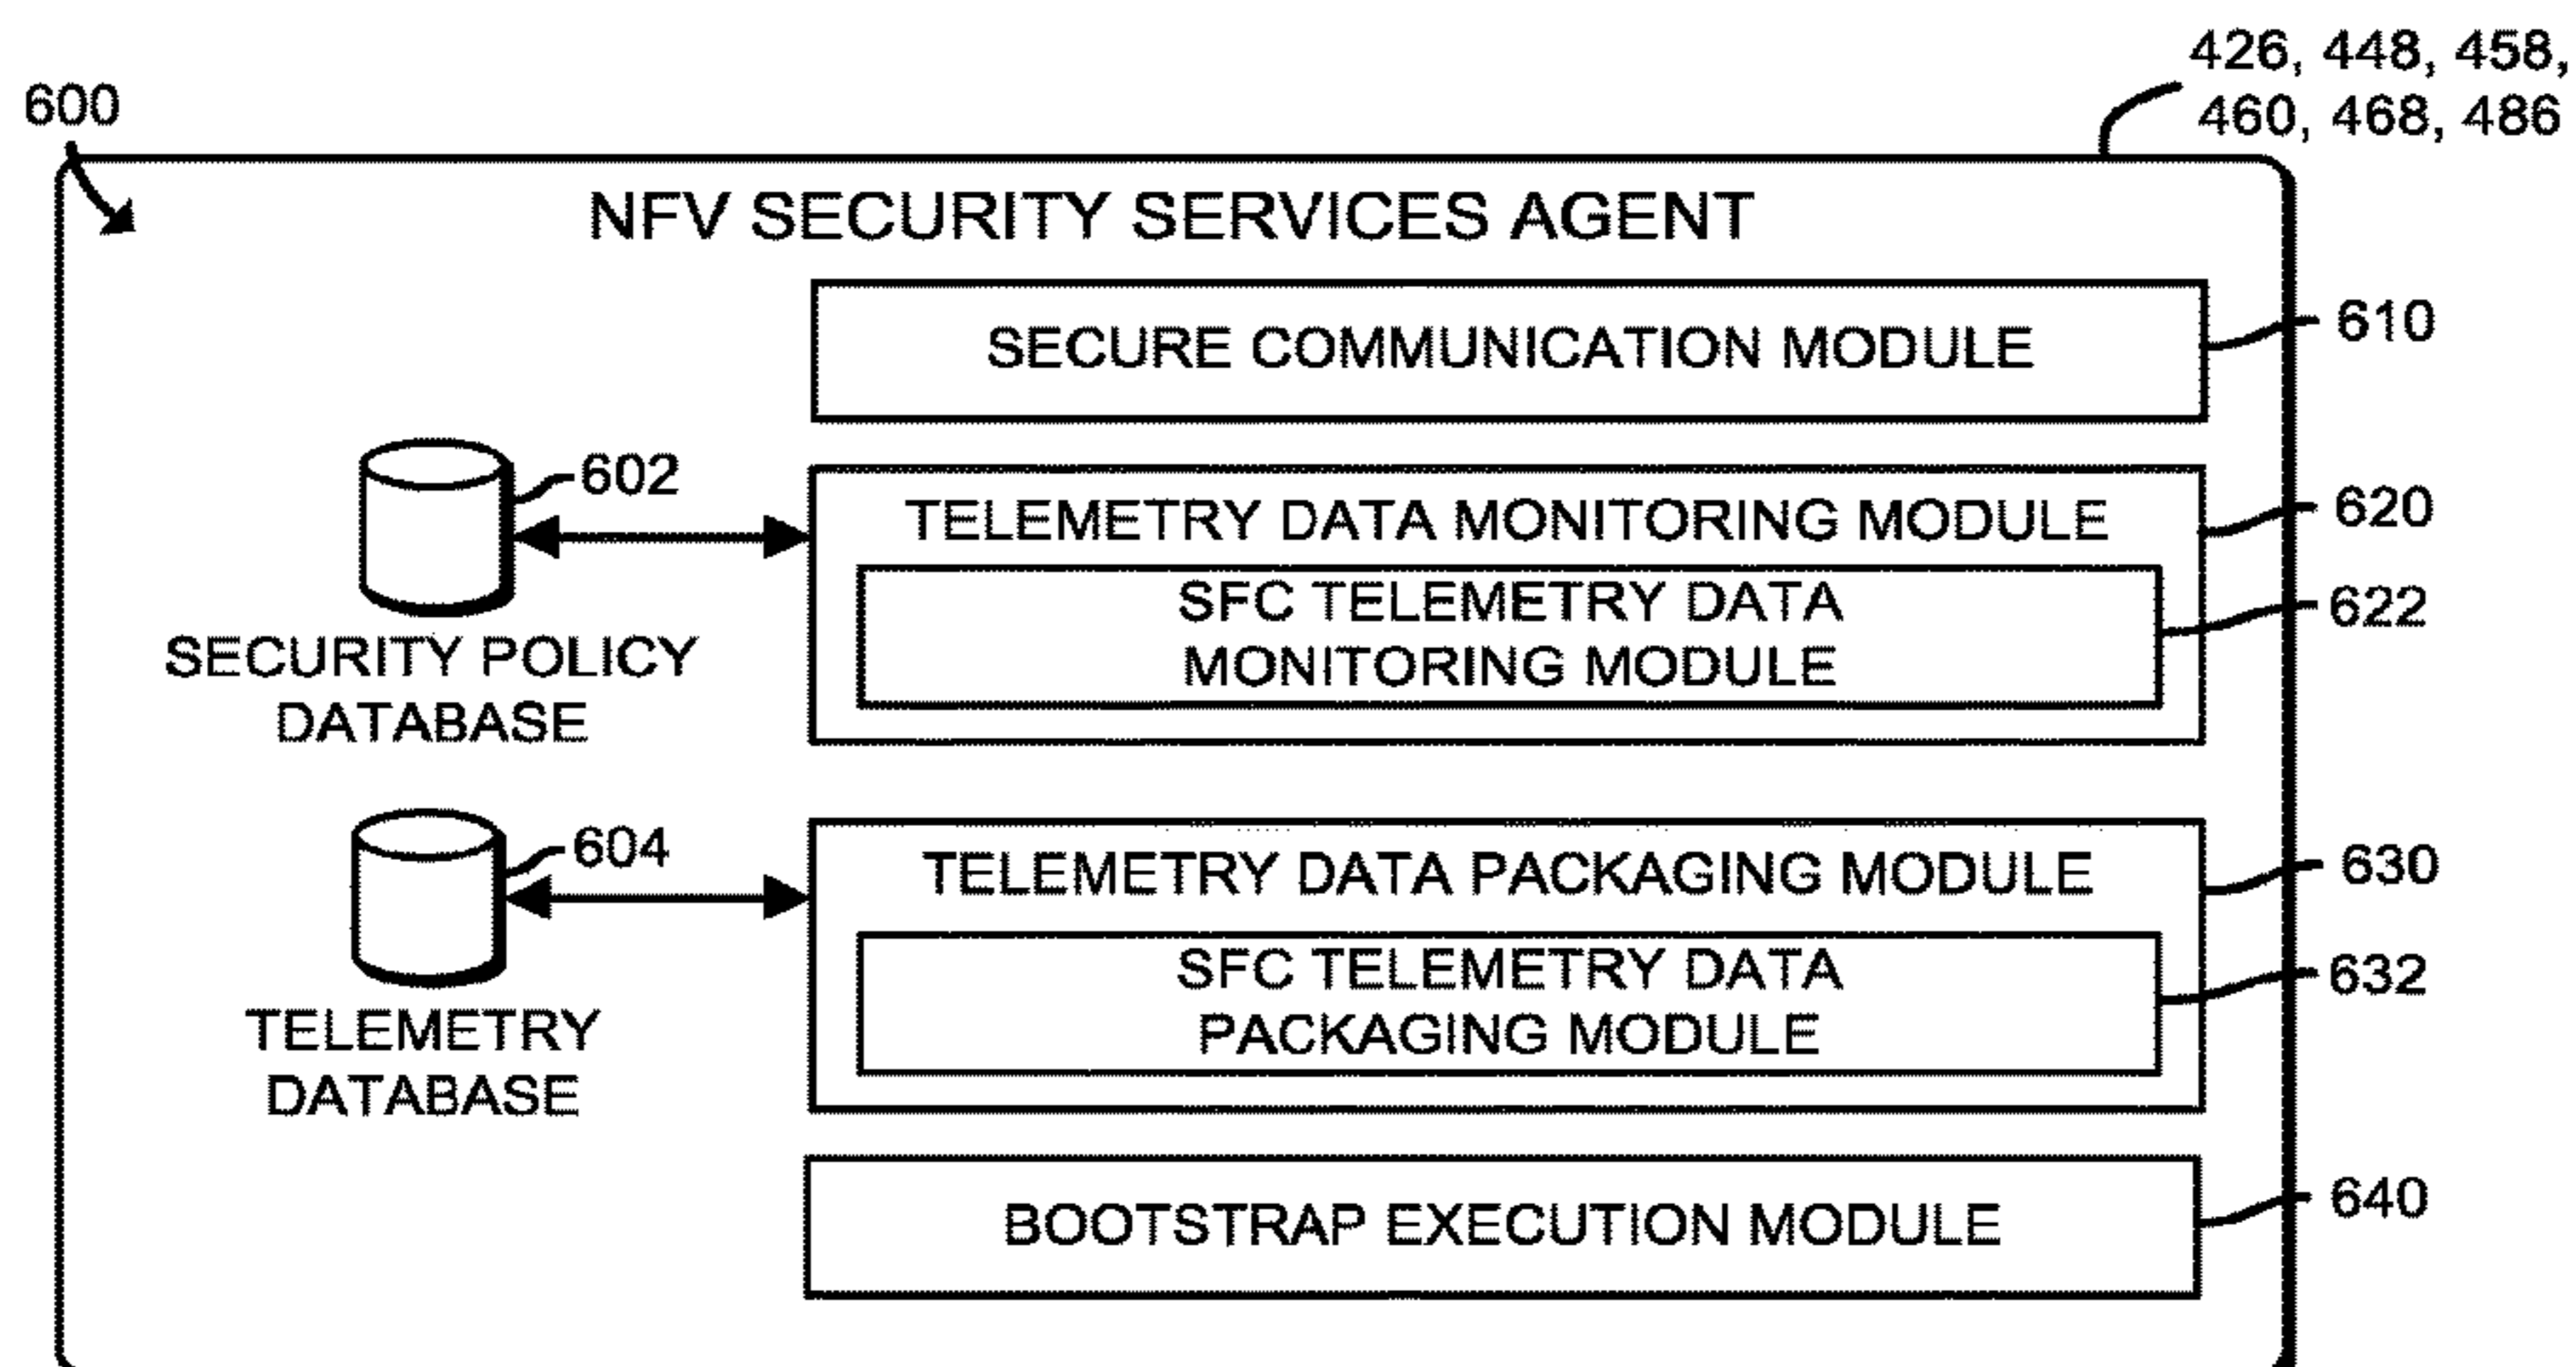 426, 448, 458,
460, 468, 486
600
NFV SECURITY SERVICES AGENT
SECURE COMMUNICATION MODULE
610
602
SECURITY POLICY
DATABASE
TELEMETRY DATA MONITORING MODULE
620
SFC TELEMETRY DATA
MONITORING MODULE
622
604
TELEMETRY
DATABASE
TELEMETRY DATA PACKAGING MODULE
630
SFC TELEMETRY DATA
PACKAGING MODULE
632
BOOTSTRAP EXECUTION MODULE
640